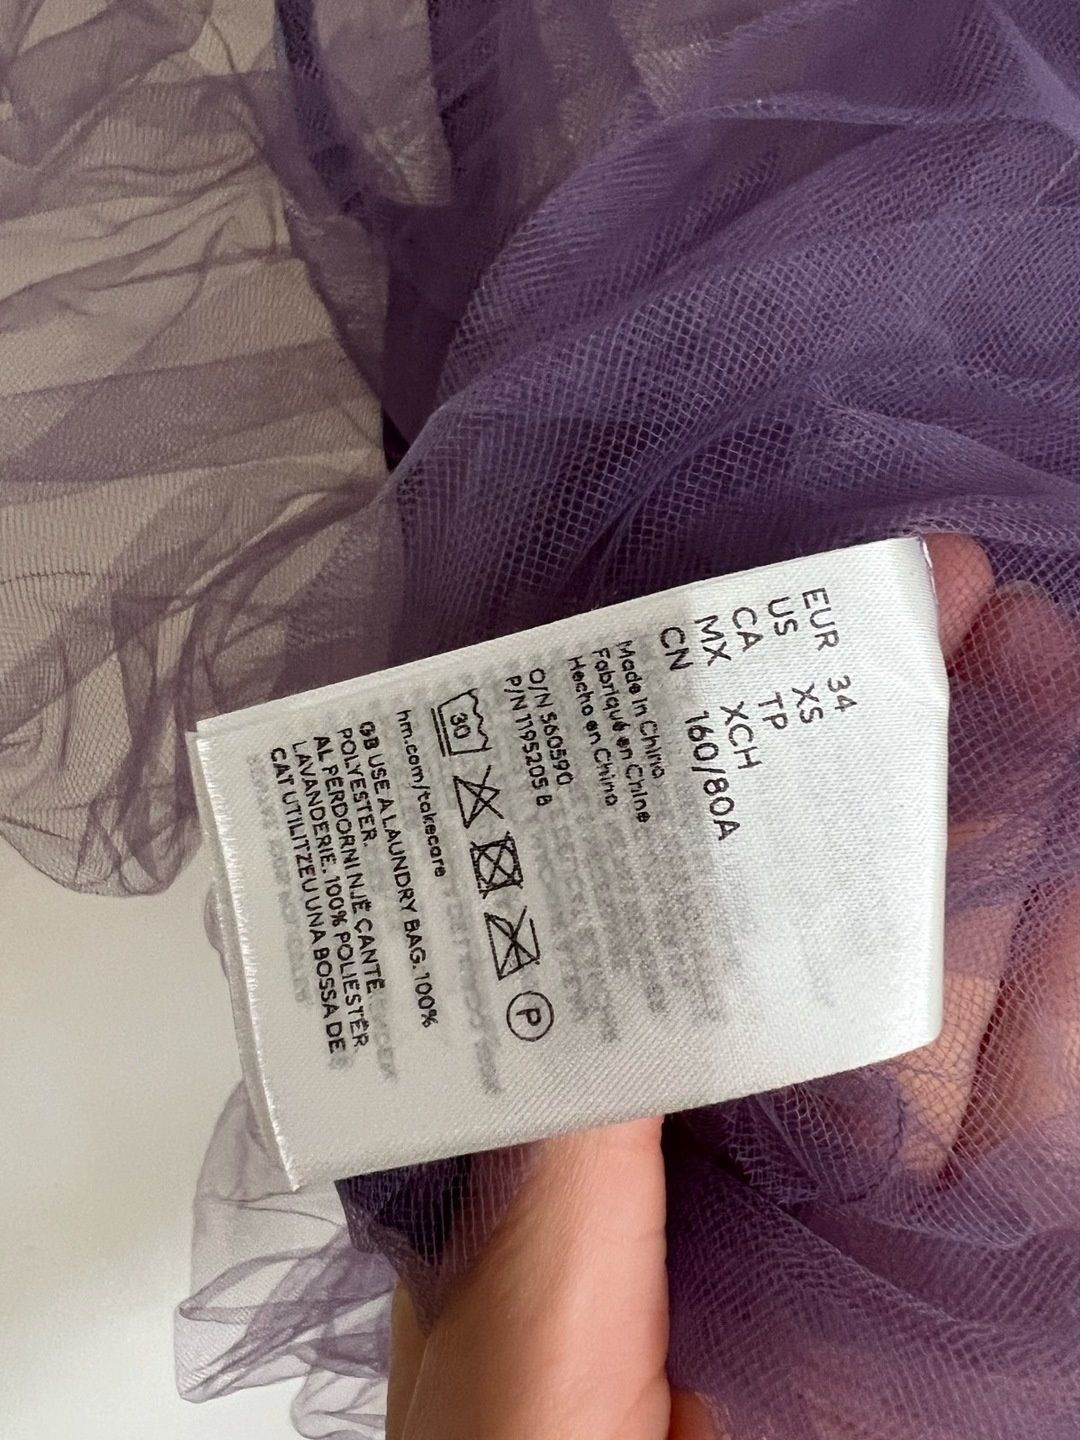 EUR 34
US XS
CA TP
MX XCH
CN 160/80A
Made in China
Fabriqué en Chine
Hecho en China
O/N 560590
P/N 1195205 B
30
P
hm.com/takecare
GB USE A LAUNDRY BAG. 100%
POLYESTER.
AL PERDORNI NJË ÇANTË
LAVANDERIE. 100% POLIESTËR
CAT UTILITZEU UNA BOSSA DE